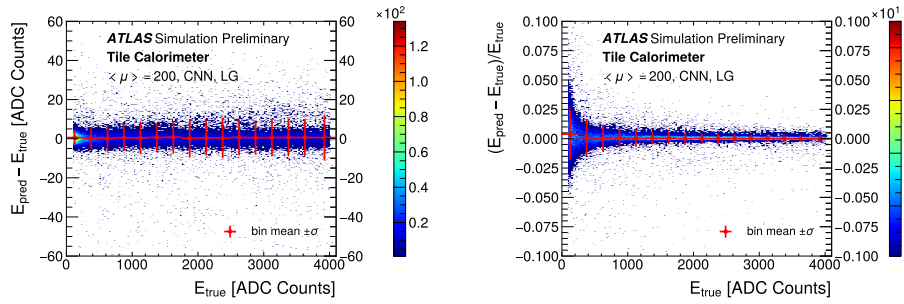 ×10²
×10¹
60
60
0.100
0.100
ATLAS Simulation Preliminary
Tile Calorimeter
< μ > = 200, CNN, LG
ATLAS Simulation Preliminary
Tile Calorimeter
< μ > = 200, CNN, LG
1.2
1.0
0.8
0.6
0.4
0.2
40
20
0
−20
−40
−60
40
20
0
−20
−40
−60
0.075
0.050
0.025
0.000
−0.025
−0.050
−0.075
−0.100
0.075
0.050
0.025
0.000
−0.025
−0.050
−0.075
−0.100
E_pred − E_true [ADC Counts]
(E_pred − E_true)/E_true
bin mean ±σ
bin mean ±σ
0 1000 2000 3000 4000
0 1000 2000 3000 4000
E_true [ADC Counts]
E_true [ADC Counts]